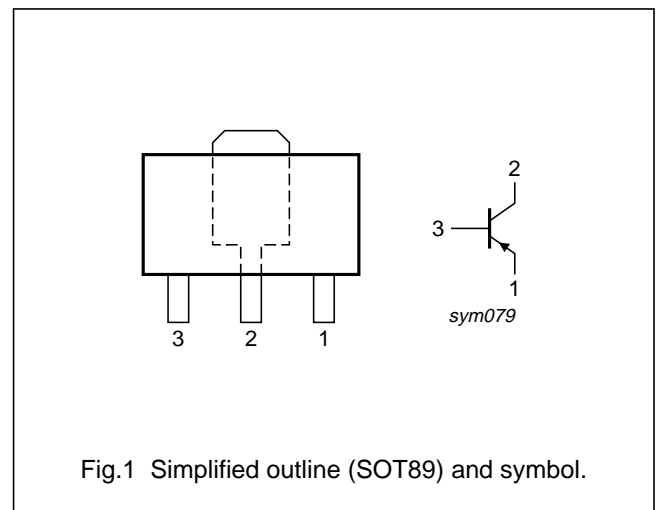 2
3
1
sym079
3 2 1
Fig.1 Simplified outline (SOT89) and symbol.